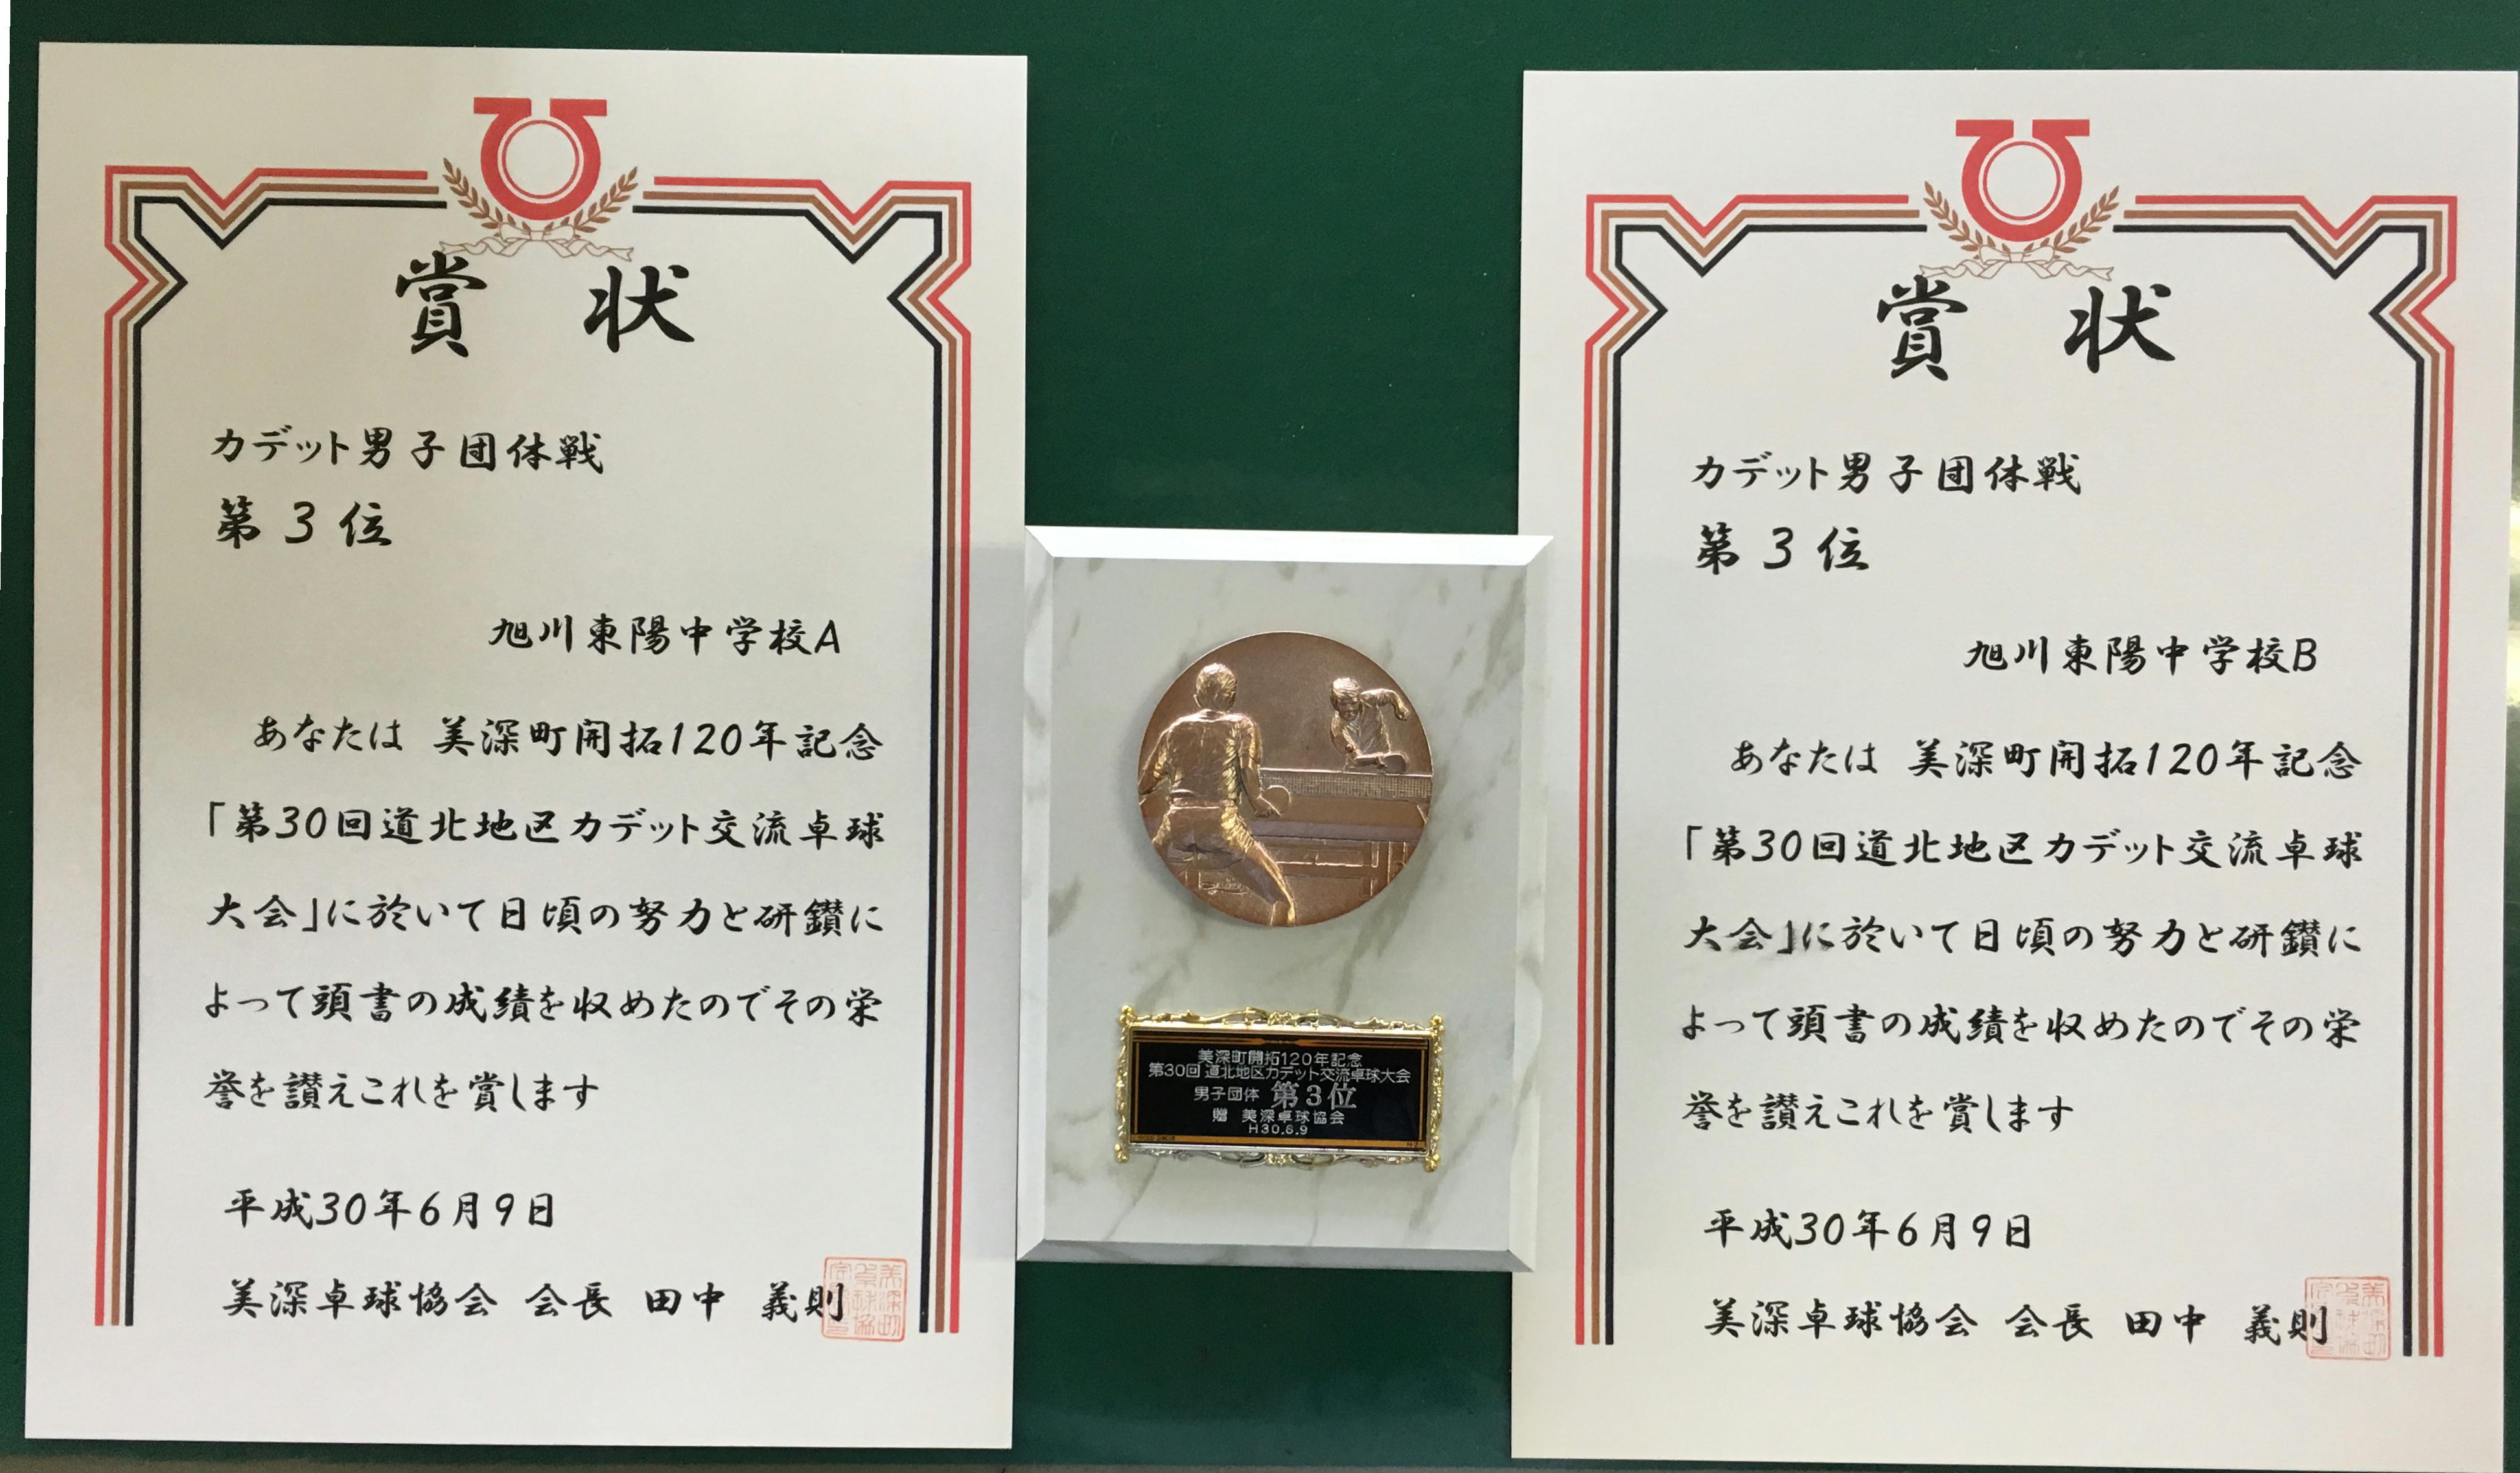 賞 状
カデット男子団体戦
第 3 位
旭川東陽中学校A
あなたは 美深町開拓120年記念
「第30回道北地区カデット交流卓球
大会」に於いて日頃の努力と研鑽に
よって頭書の成績を収めたのでその栄
誉を讃えこれを賞します
平成30年6月9日
美深卓球協会 会長 田中 義則
美深町開拓120年記念
第30回 道北地区カデット交流卓球大会
男子団体 第3位
贈 美深卓球協会
H30.6.9
賞 状
カデット男子団体戦
第 3 位
旭川東陽中学校B
あなたは 美深町開拓120年記念
「第30回道北地区カデット交流卓球
大会」に於いて日頃の努力と研鑽に
よって頭書の成績を収めたのでその栄
誉を讃えこれを賞します
平成30年6月9日
美深卓球協会 会長 田中 義則